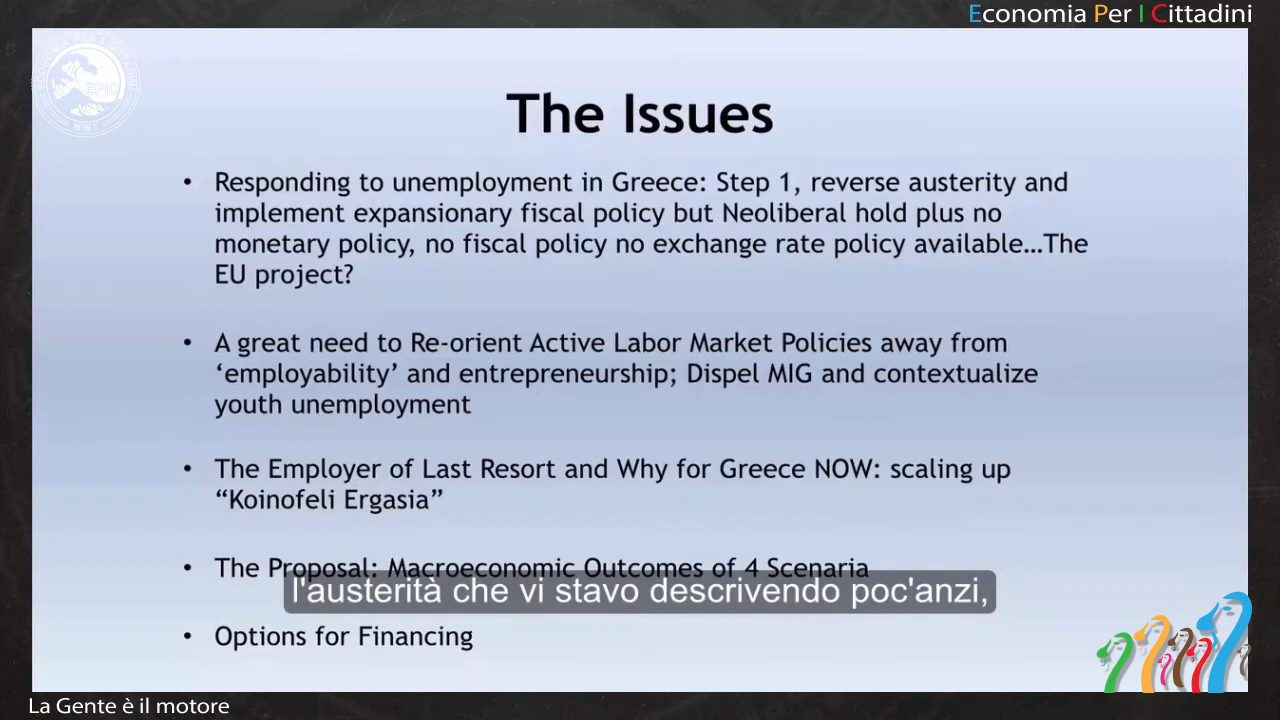 Economia Per I Cittadini
EPIC
MMT
The Issues
• Responding to unemployment in Greece: Step 1, reverse austerity and
implement expansionary fiscal policy but Neoliberal hold plus no
monetary policy, no fiscal policy no exchange rate policy available…The
EU project?
• A great need to Re-orient Active Labor Market Policies away from
‘employability’ and entrepreneurship; Dispel MIG and contextualize
youth unemployment
• The Employer of Last Resort and Why for Greece NOW: scaling up
“Koinofeli Ergasia”
• The Proposal: Macroeconomic Outcomes of 4 Scenaria
l'austerità che vi stavo descrivendo poc'anzi,
• Options for Financing
La Gente è il motore